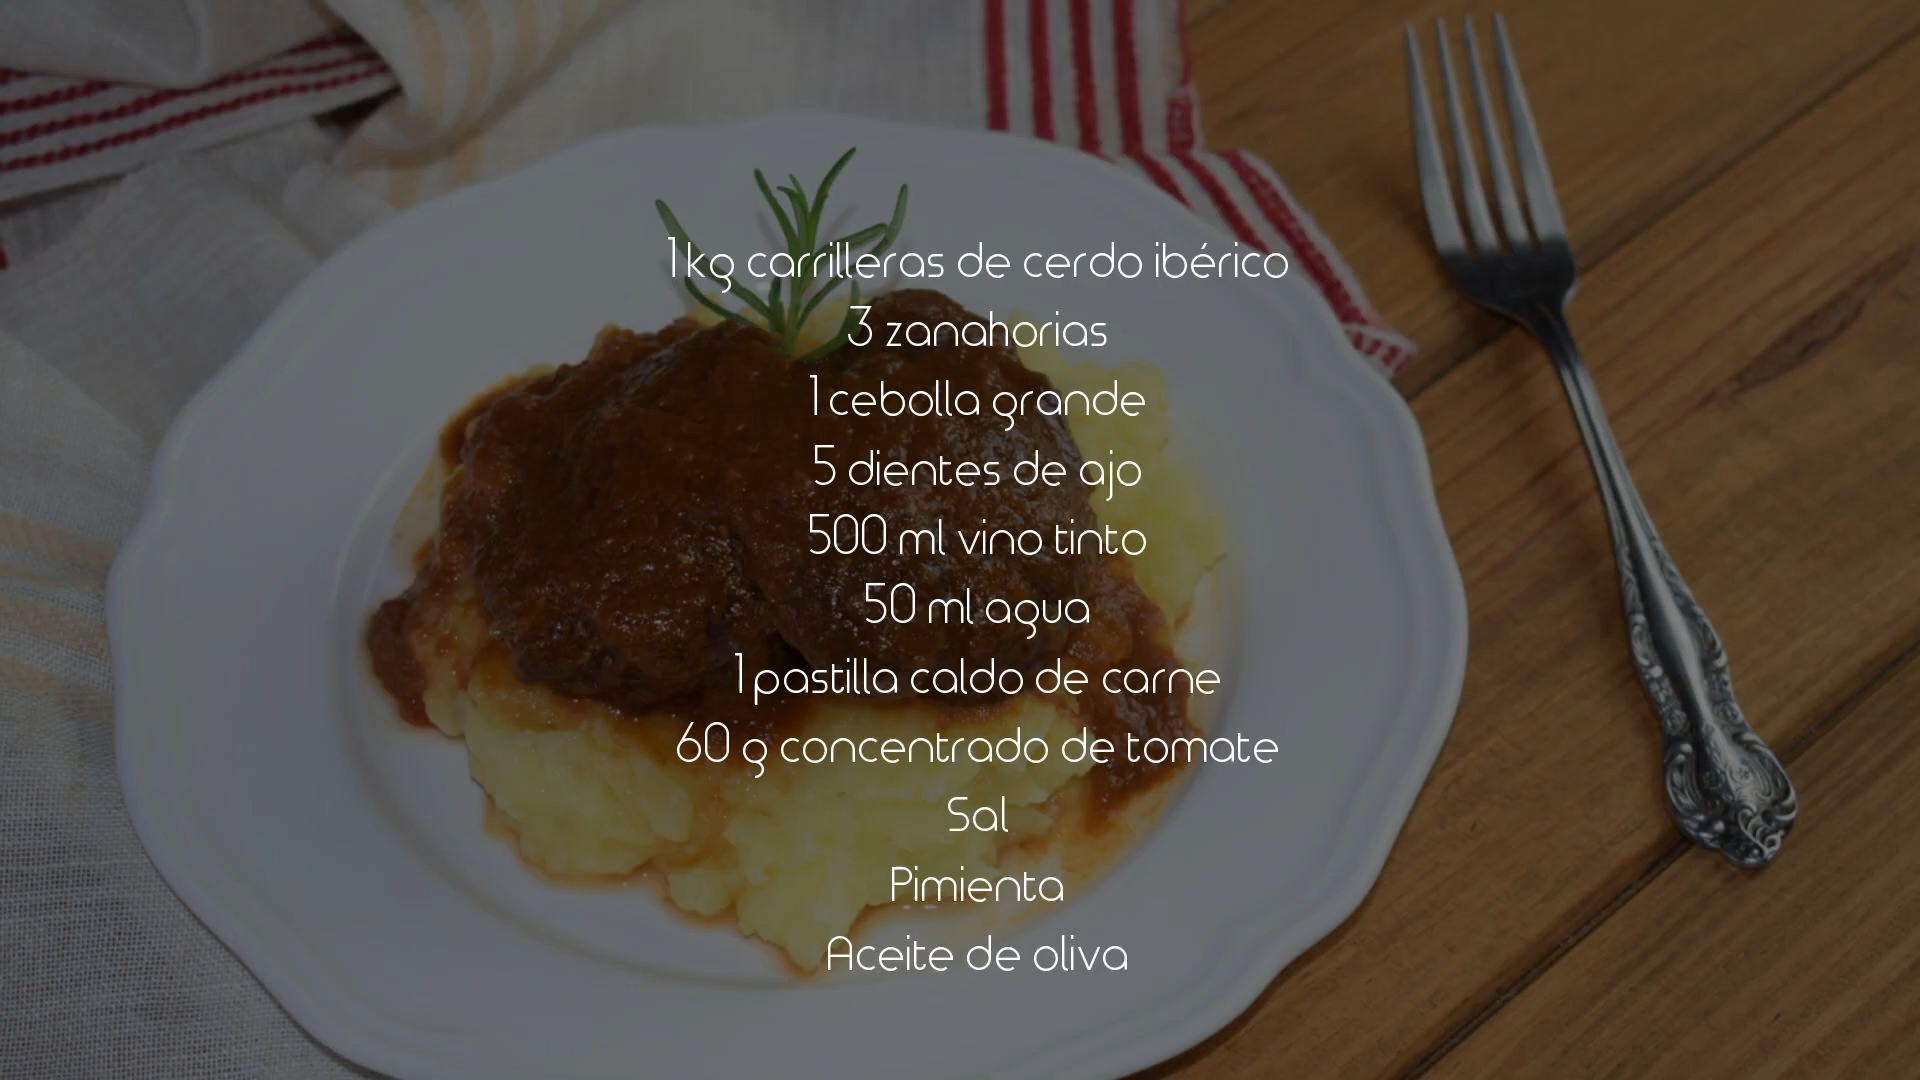 1 kg carrilleras de cerdo ibérico
3 zanahorias
1 cebolla grande
5 dientes de ajo
500 ml vino tinto
50 ml agua
1 pastilla caldo de carne
60 g concentrado de tomate
Sal
Pimienta
Aceite de oliva